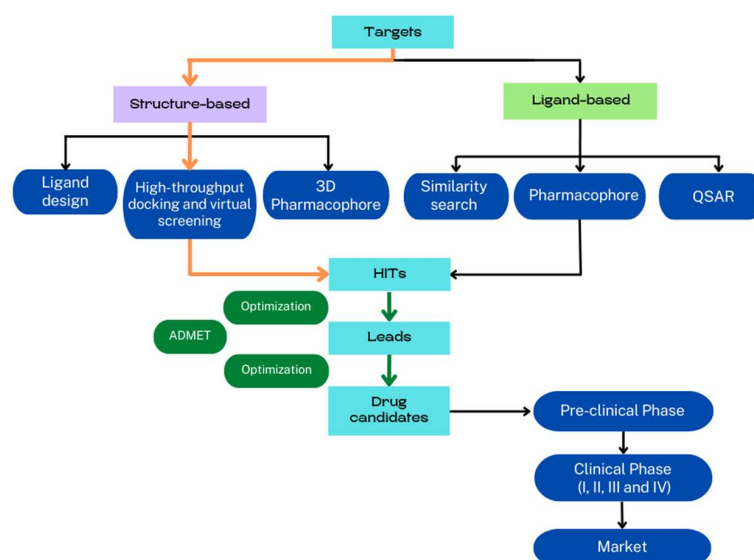 Targets
Structure-based
Ligand-based
Ligand
design
High-throughput
docking and virtual
screening
3D
Pharmacophore
Similarity
search
Pharmacophore
QSAR
HITs
Optimization
ADMET
Leads
Optimization
Drug
candidates
Pre-clinical Phase
Clinical Phase
(I, II, III and IV)
Market